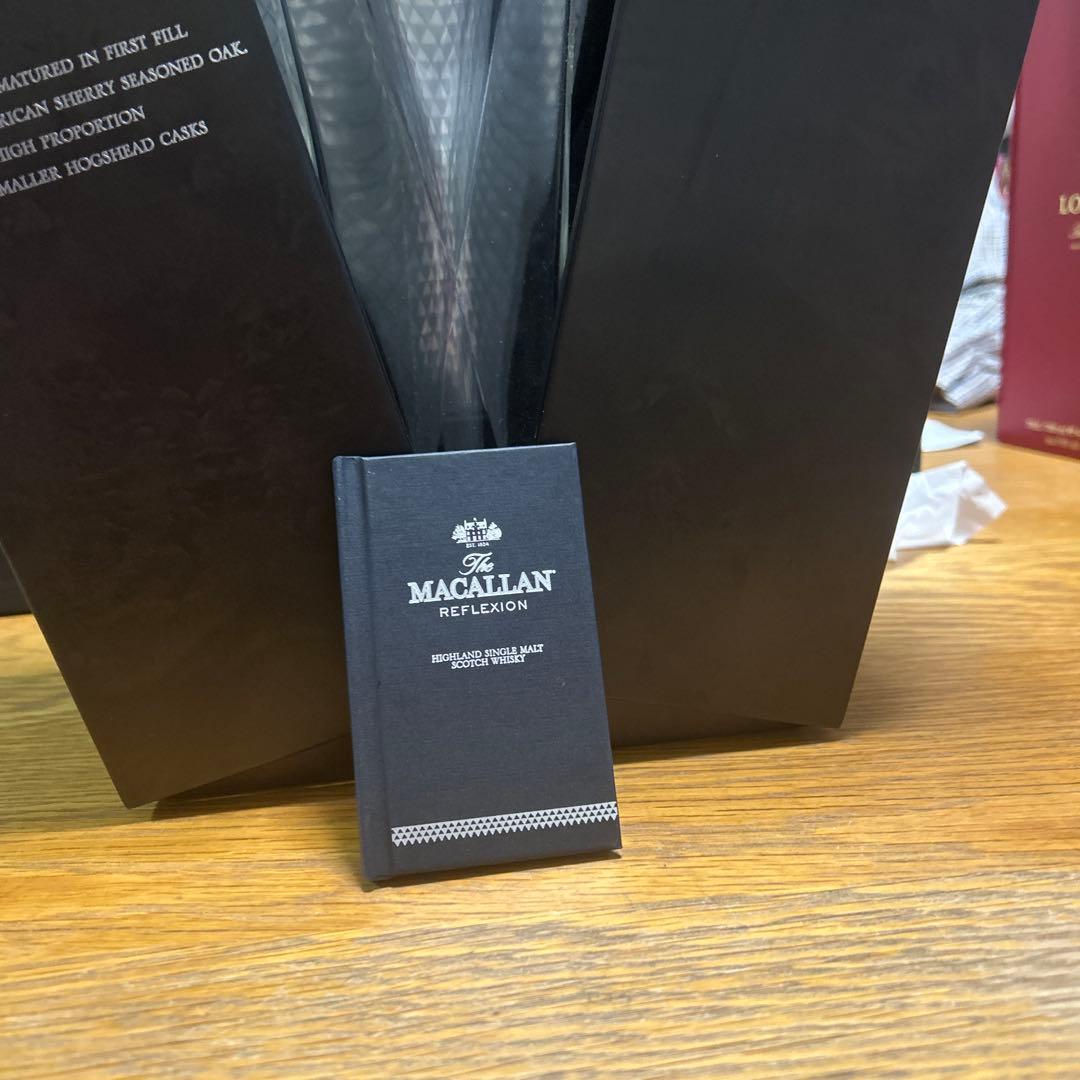 MATURED IN FIRST FILL
RICAN SHERRY SEASONED OAK.
HIGH PROPORTION
MALLER HOGSHEAD CASKS
EST. 1824
The
MACALLAN
REFLEXION
HIGHLAND SINGLE MALT
SCOTCH WHISKY
LO